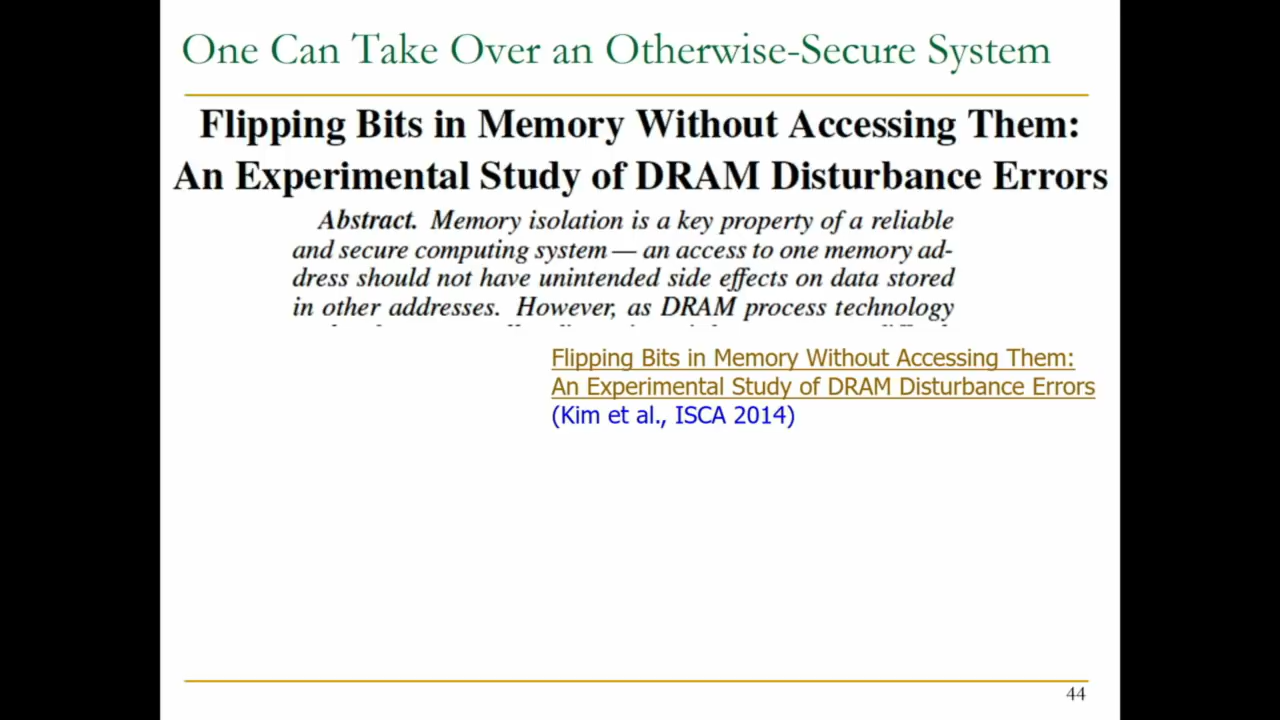 One Can Take Over an Otherwise-Secure System
Flipping Bits in Memory Without Accessing Them:
An Experimental Study of DRAM Disturbance Errors
Abstract. Memory isolation is a key property of a reliable
and secure computing system — an access to one memory ad-
dress should not have unintended side effects on data stored
in other addresses. However, as DRAM process technology
Flipping Bits in Memory Without Accessing Them:
An Experimental Study of DRAM Disturbance Errors
(Kim et al., ISCA 2014)
44